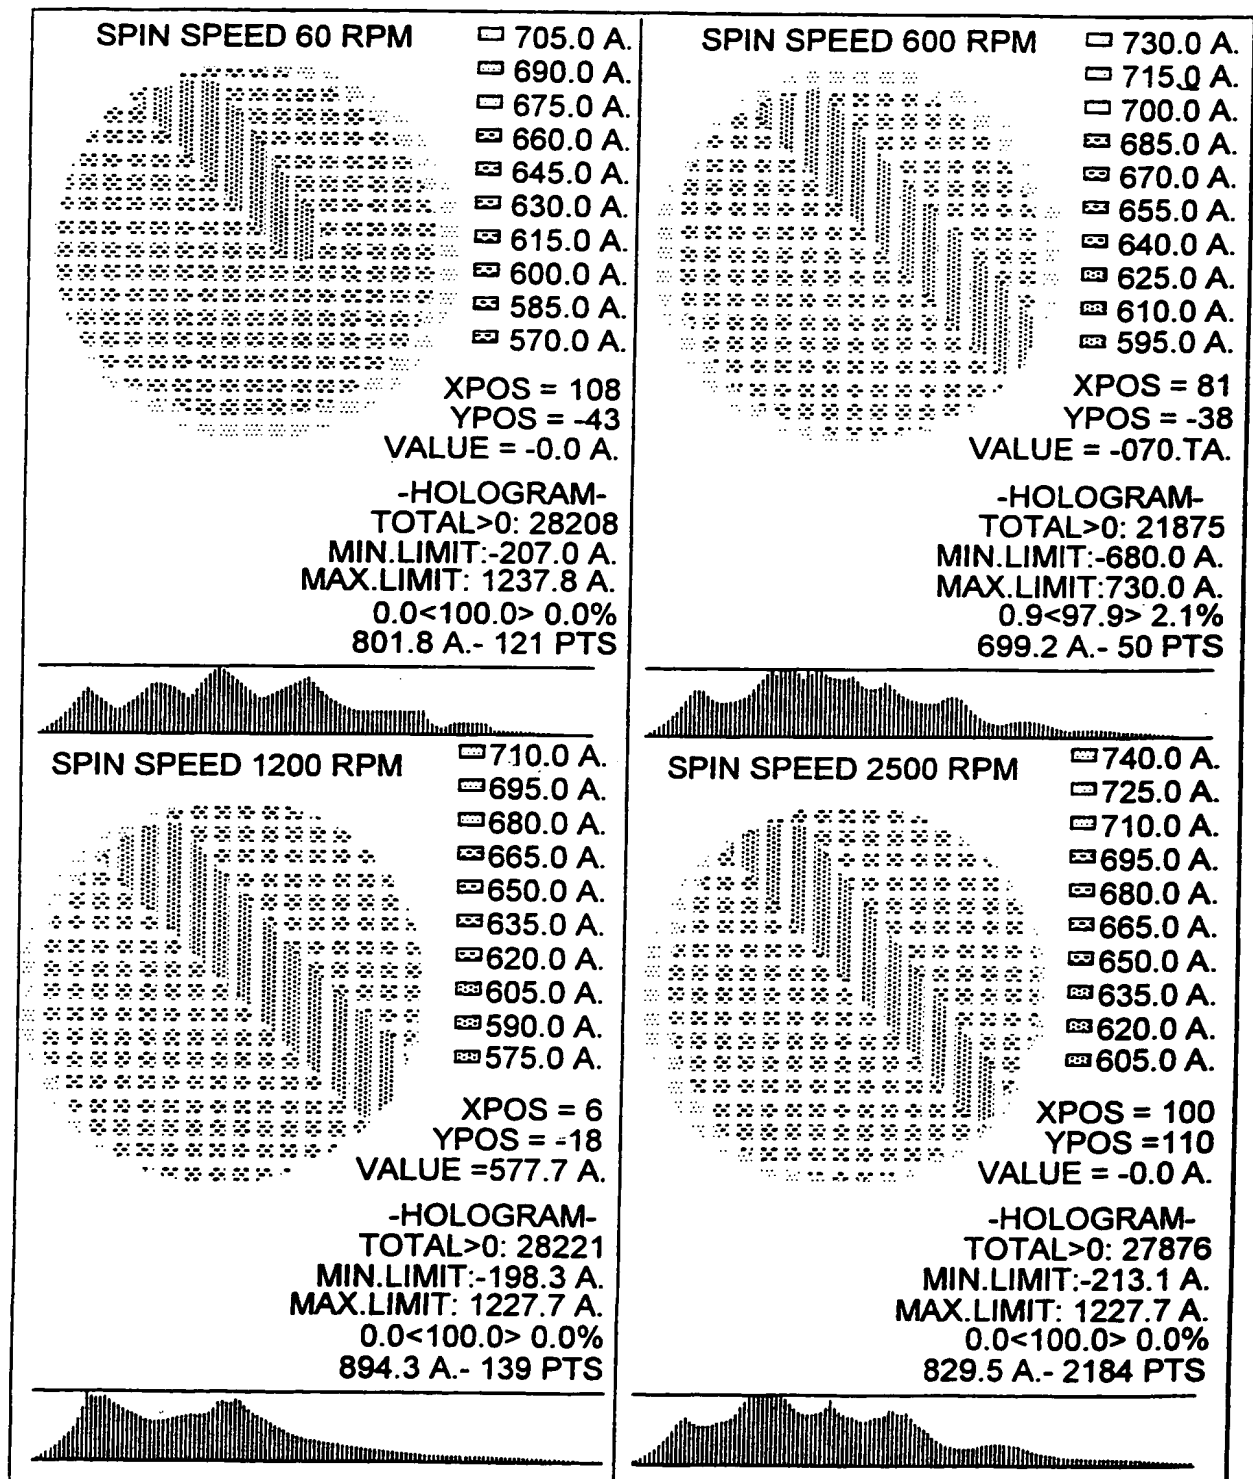 SPIN SPEED 60 RPM
705.0 A.
690.0 A.
675.0 A.
660.0 A.
645.0 A.
630.0 A.
615.0 A.
600.0 A.
585.0 A.
570.0 A.
XPOS = 108
YPOS = -43
VALUE = -0.0 A.
-HOLOGRAM-
TOTAL>0: 28208
MIN.LIMIT:-207.0 A.
MAX.LIMIT: 1237.8 A.
0.0<100.0> 0.0%
801.8 A.- 121 PTS
SPIN SPEED 600 RPM
730.0 A.
715.0 A.
700.0 A.
685.0 A.
670.0 A.
655.0 A.
640.0 A.
625.0 A.
610.0 A.
595.0 A.
XPOS = 81
YPOS = -38
VALUE = -070.TA.
-HOLOGRAM-
TOTAL>0: 21875
MIN.LIMIT:-680.0 A.
MAX.LIMIT:730.0 A.
0.9<97.9> 2.1%
699.2 A.- 50 PTS
SPIN SPEED 1200 RPM
710.0 A.
695.0 A.
680.0 A.
665.0 A.
650.0 A.
635.0 A.
620.0 A.
605.0 A.
590.0 A.
575.0 A.
XPOS = 6
YPOS = -18
VALUE =577.7 A.
-HOLOGRAM-
TOTAL>0: 28221
MIN.LIMIT:-198.3 A.
MAX.LIMIT: 1227.7 A.
0.0<100.0> 0.0%
894.3 A.- 139 PTS
SPIN SPEED 2500 RPM
740.0 A.
725.0 A.
710.0 A.
695.0 A.
680.0 A.
665.0 A.
650.0 A.
635.0 A.
620.0 A.
605.0 A.
XPOS = 100
YPOS =110
VALUE = -0.0 A.
-HOLOGRAM-
TOTAL>0: 27876
MIN.LIMIT:-213.1 A.
MAX.LIMIT: 1227.7 A.
0.0<100.0> 0.0%
829.5 A.- 2184 PTS